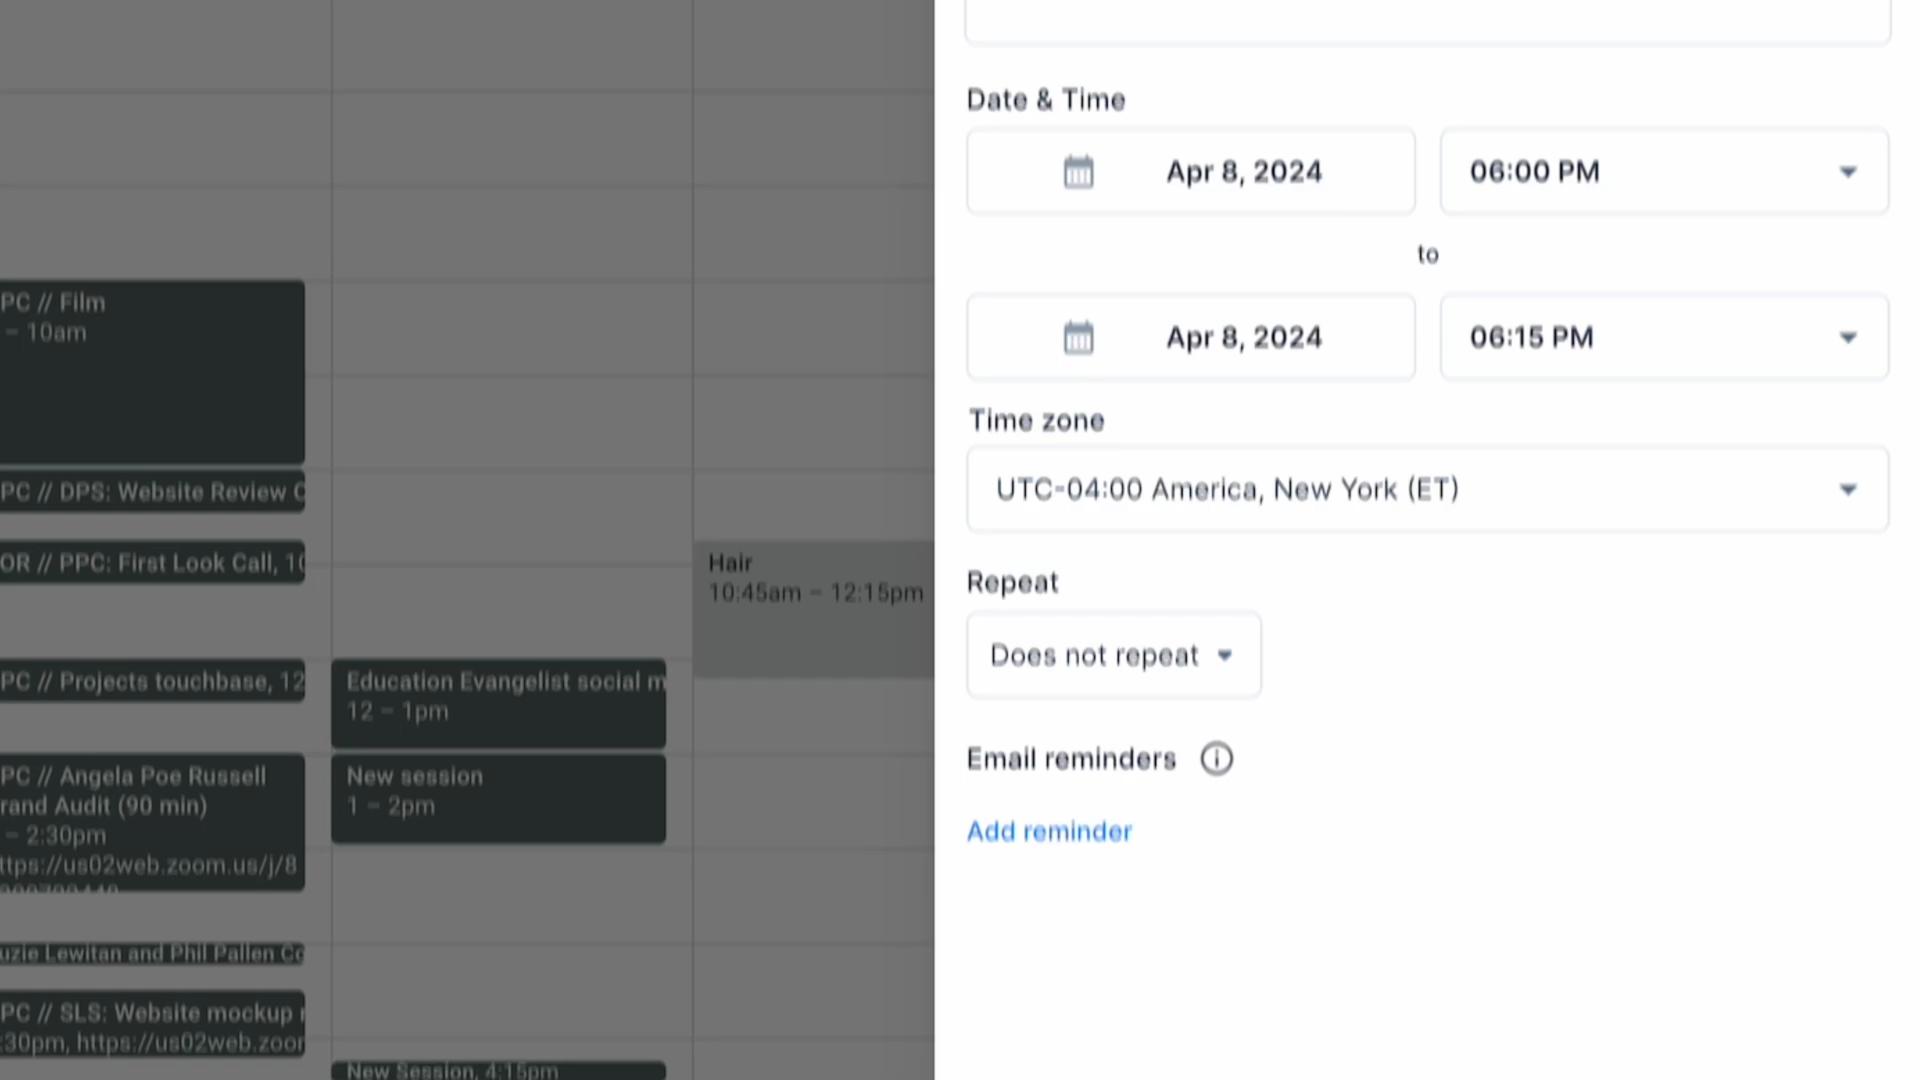 PC // Film
– 10am
PC // DPS: Website Review
OR // PPC: First Look Call, 10
PC // Projects touchbase, 12
PC // Angela Poe Russell
rand Audit (90 min)
– 2:30pm
ttps://us02web.zoom.us/j/8
uzie Lewitan and Phil Pallen Co
PC // SLS: Website mockup
:30pm, https://us02web.zoor
Education Evangelist social m
12 – 1pm
New session
1 – 2pm
New Session, 4:15pm
Hair
10:45am – 12:15pm
Date & Time
Apr 8, 2024
06:00 PM
to
Apr 8, 2024
06:15 PM
Time zone
UTC-04:00 America, New York (ET)
Repeat
Does not repeat
Email reminders
Add reminder